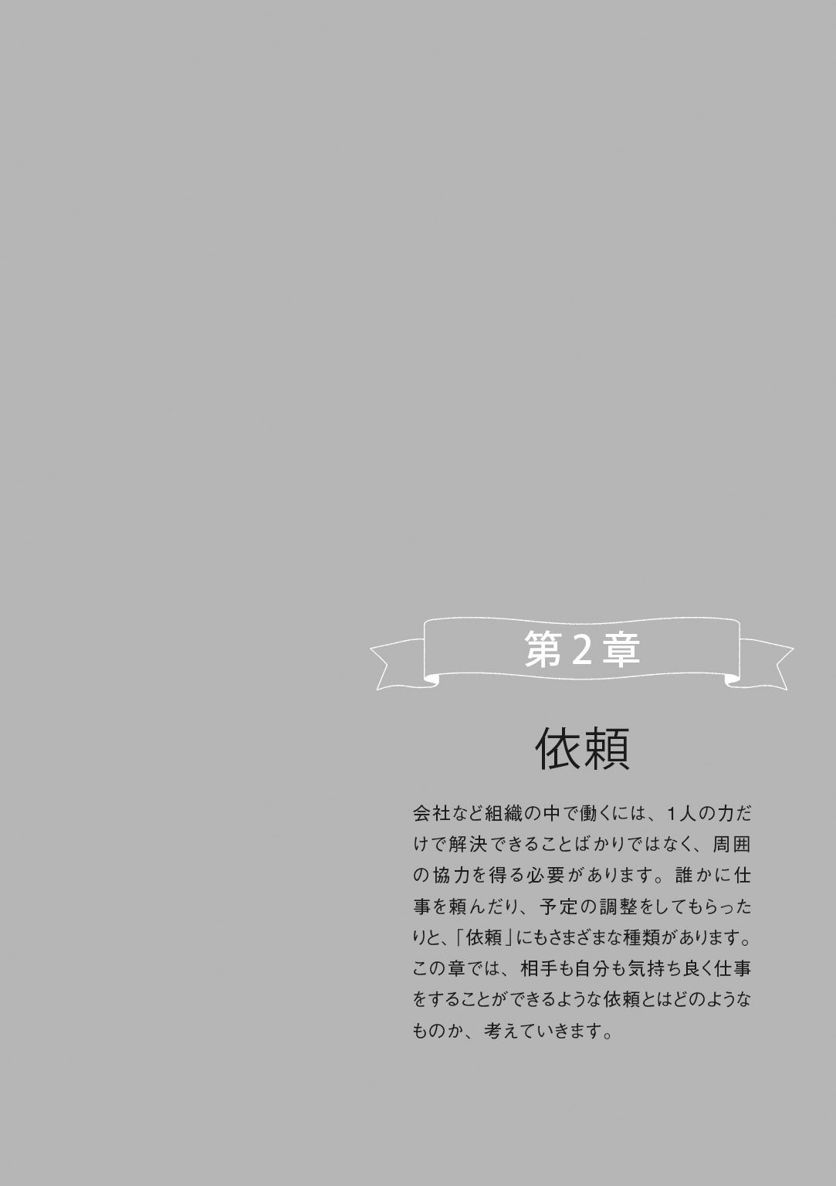 第2章
依頼
会社など組織の中で働くには、1人の力だ
けで解決できることばかりではなく、周囲
の協力を得る必要があります。誰かに仕
事を頼んだり、予定の調整をしてもらった
りと、「依頼」にもさまざまな種類があります。
この章では、相手も自分も気持ち良く仕事
をすることができるような依頼とはどのような
ものか、考えていきます。